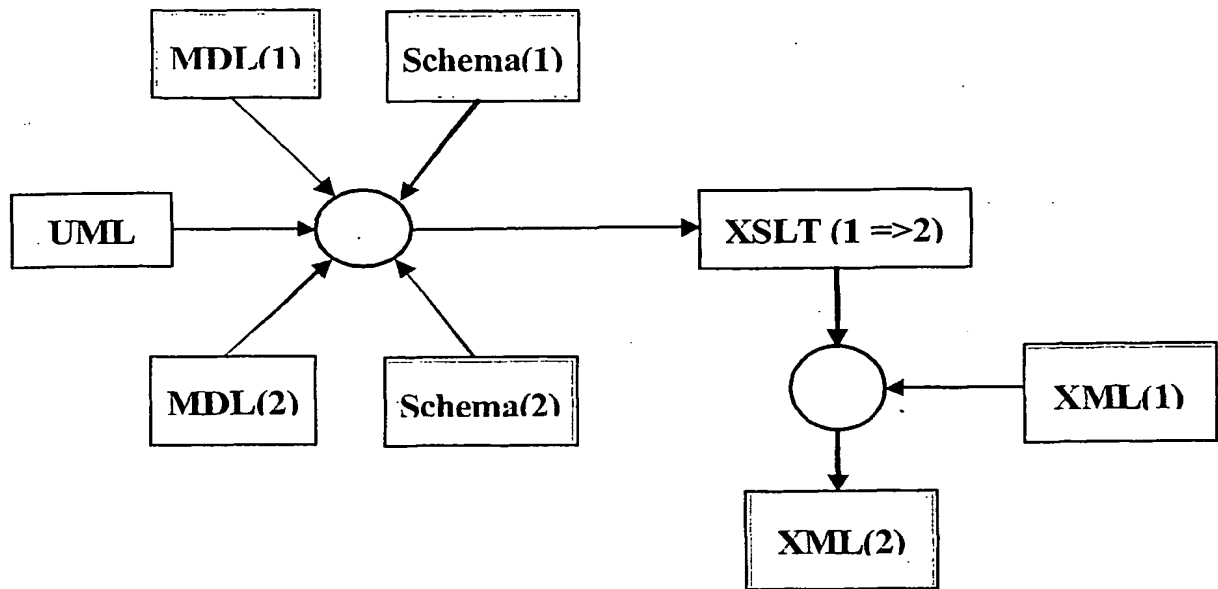 MDL(1)
Schema(1)
UML
XSLT (1 =>2)
MDL(2)
Schema(2)
XML(1)
XML(2)